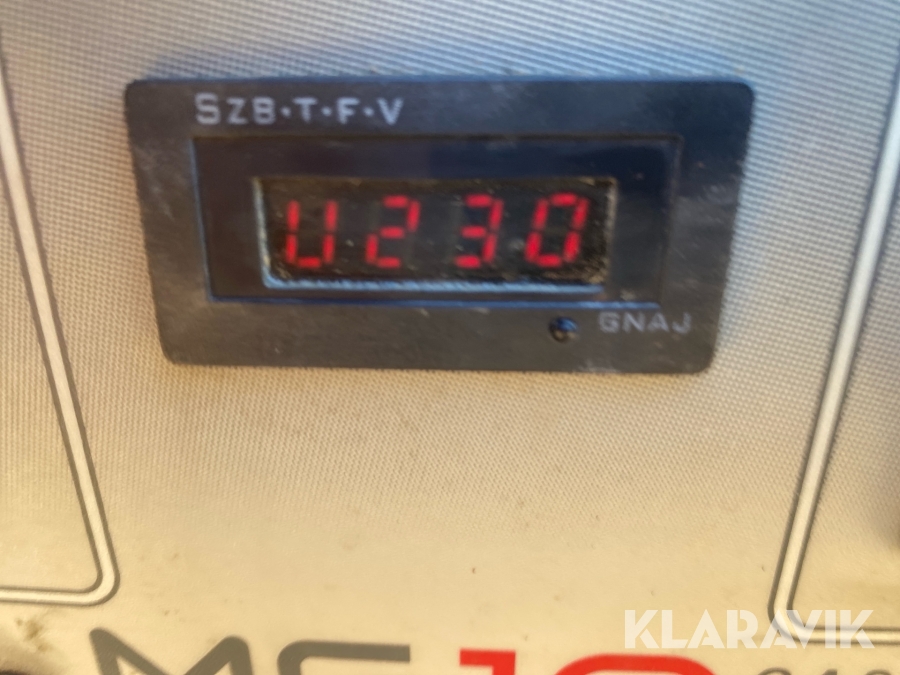 SZB·T·F·V
U230
GNAJ
KLARAVIK